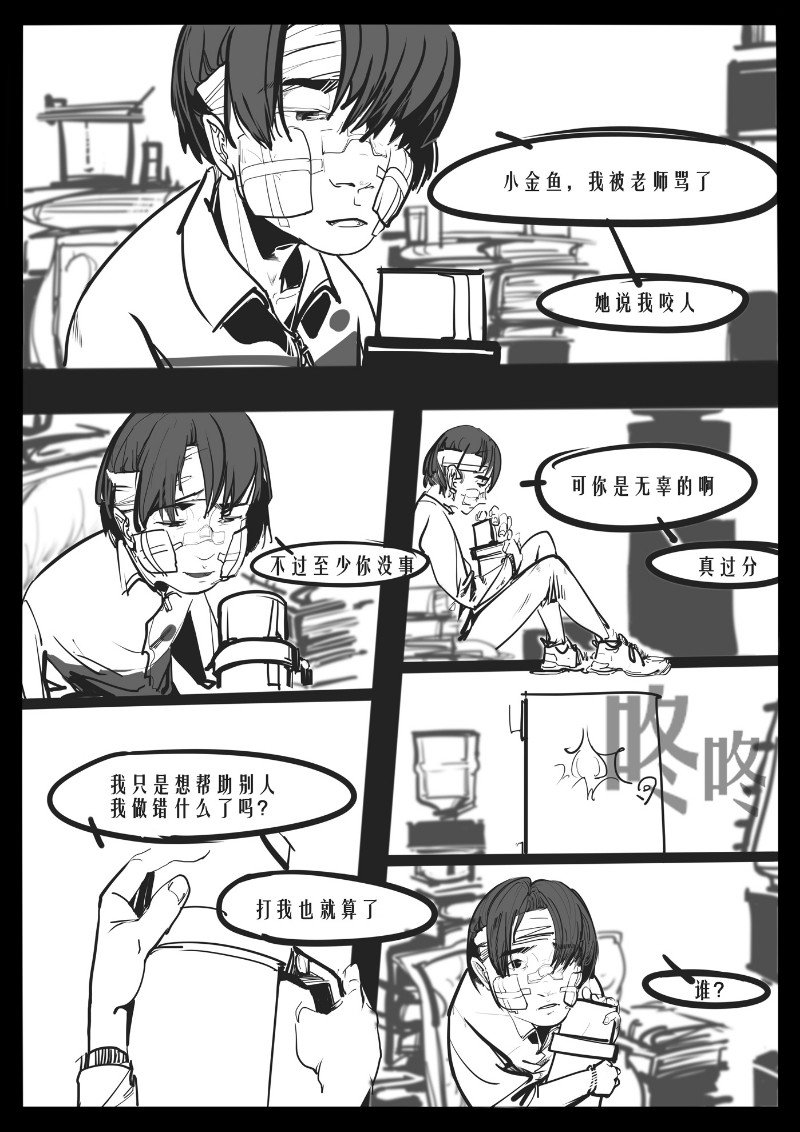 小金鱼，我被老师骂了
她说我咬人
不过至少你没事
可你是无辜的啊
真过分
我只是想帮助别人
我做错什么了吗？
打我也就算了
咚
咚
谁？